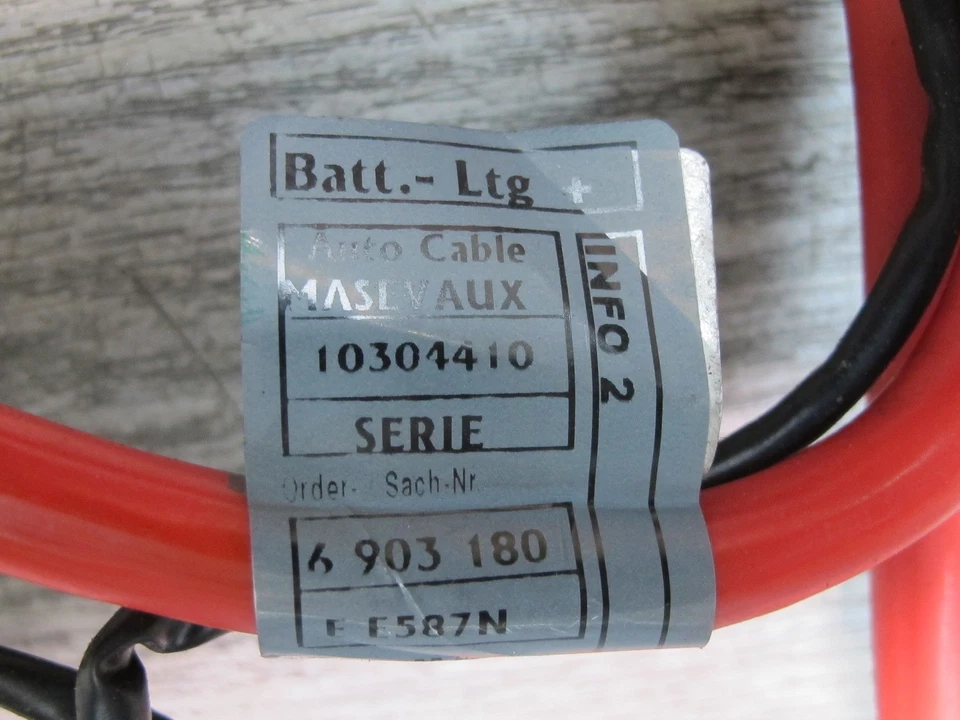 Batt.- Ltg +
Auto Cable
MASEVAUX
10304410
SERIE
INFO 2
Order- / Sach-Nr.
6 903 180
E E587N